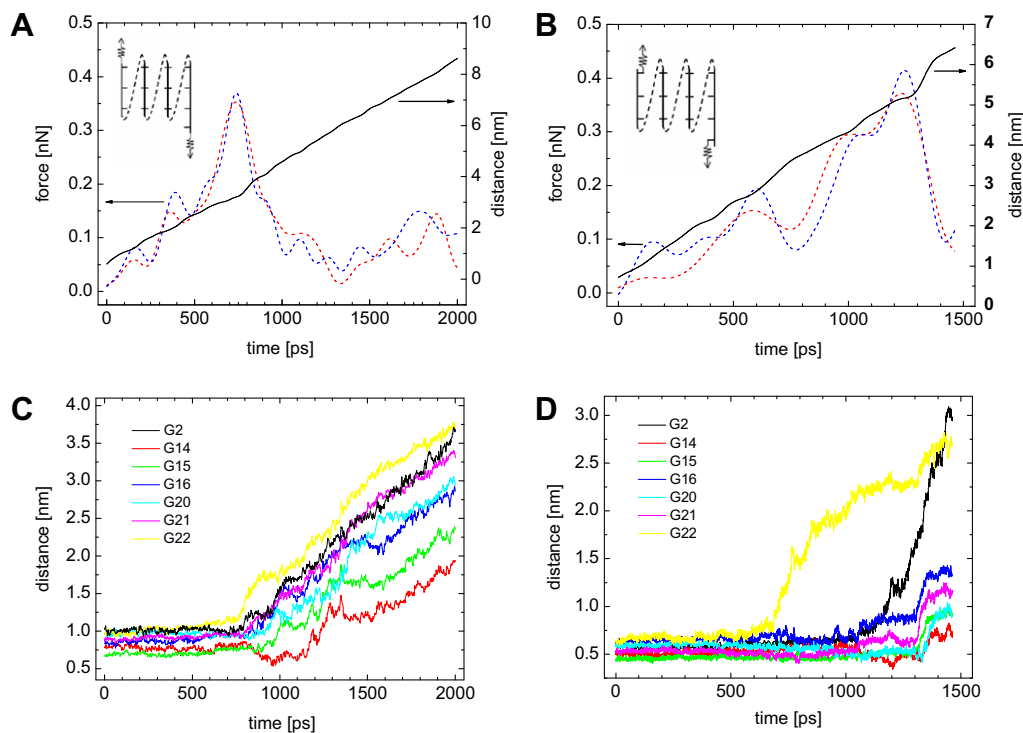 A
B
0.5
0.4
0.3
0.2
0.1
0.0
force [nN]
10
8
6
4
2
0
distance [nm]
0
500
1000
1500
2000
time [ps]
0.5
0.4
0.3
0.2
0.1
0.0
force [nN]
7
6
5
4
3
2
1
0
distance [nm]
0
500
1000
1500
time [ps]
C
D
4.0
3.5
3.0
2.5
2.0
1.5
1.0
0.5
distance [nm]
G2
G14
G15
G16
G20
G21
G22
0
500
1000
1500
2000
time [ps]
3.0
2.5
2.0
1.5
1.0
0.5
distance [nm]
G2
G14
G15
G16
G20
G21
G22
0
500
1000
1500
time [ps]